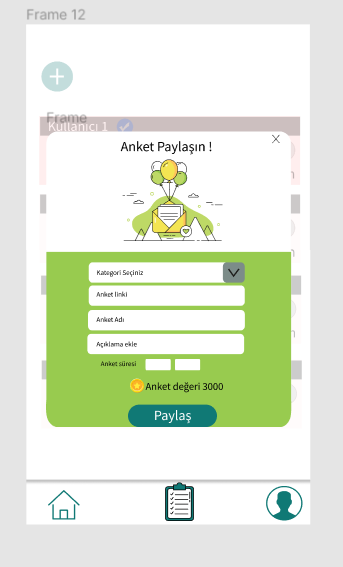 Frame 12
Frame
Kullanici 1
Anket Paylaşın !
Kategori Seçiniz
Anket linki
Anket Adı
Açıklama ekle
Anket süresi
Anket değeri 3000
Paylaş